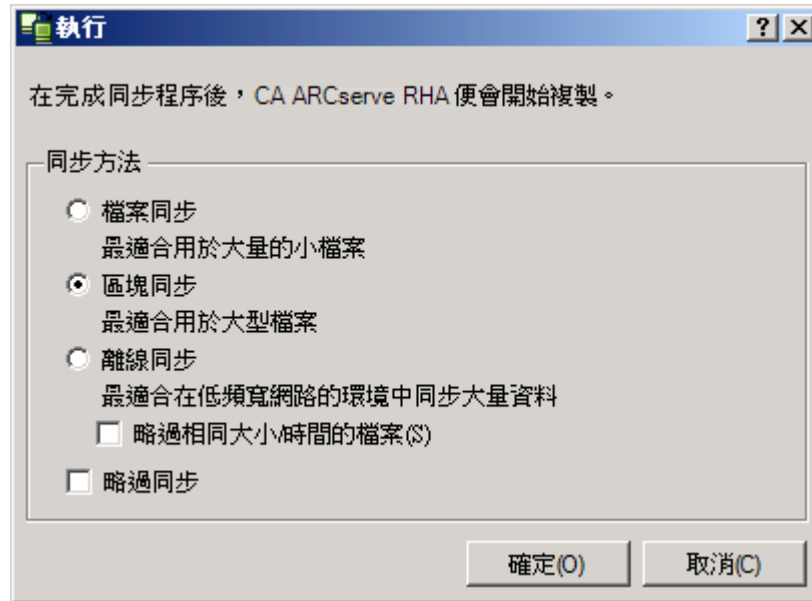 執行
在完成同步程序後,CA ARCserve RHA 便會開始複製。
同步方法
檔案同步
最適合用於大量的小檔案
區塊同步
最適合用於大型檔案
離線同步
最適合在低頻寬網路的環境中同步大量資料
略過相同大小/時間的檔案(S)
略過同步
確定(O) 取消(C)